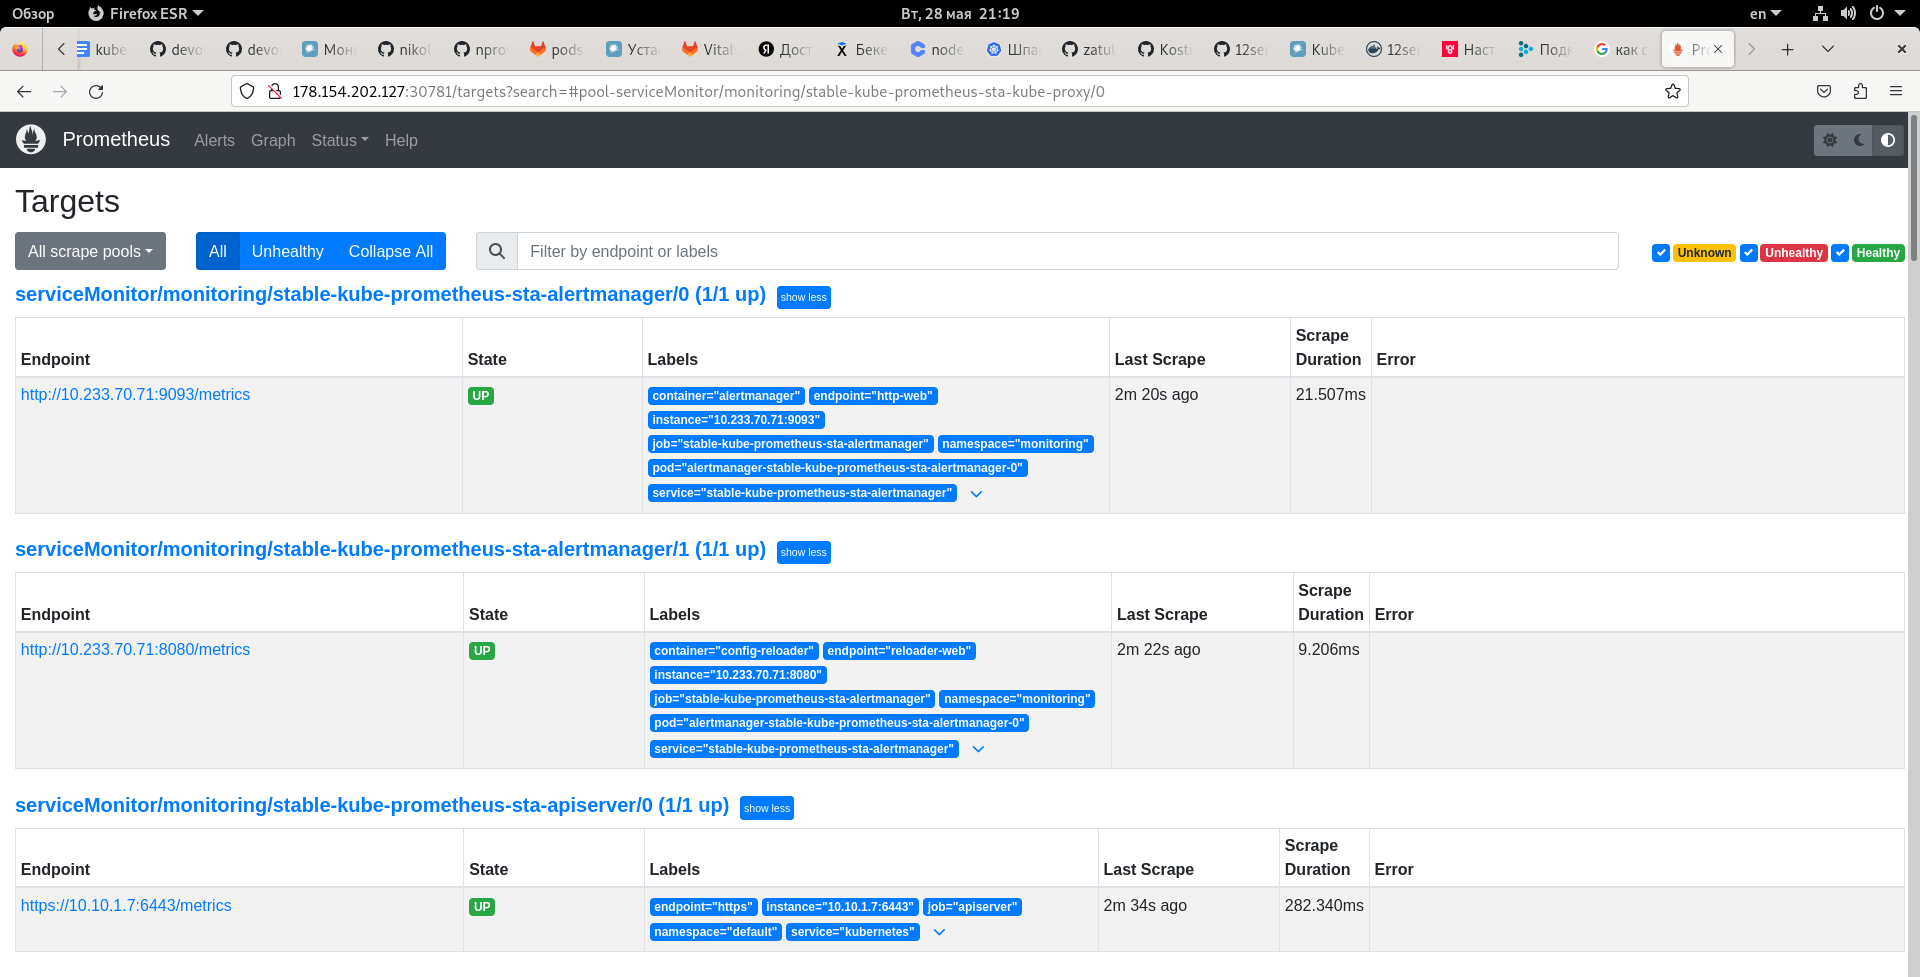 Обзор
Firefox ESR
Вт, 28 мая 21:19
en
kube
devo
devo
Мон
nikol
npro
pods
Уста
Vital
Дост
Беке
node
Шпа
zatul
Kost
12se
Kube
12se
Наст
Подк
как с
Pr
178.154.202.127:30781/targets?search=#pool-serviceMonitor/monitoring/stable-kube-prometheus-sta-kube-proxy/0
Prometheus
Alerts
Graph
Status
Help
Targets
All scrape pools
All
Unhealthy
Collapse All
Filter by endpoint or labels
Unknown
Unhealthy
Healthy
serviceMonitor/monitoring/stable-kube-prometheus-sta-alertmanager/0 (1/1 up)
show less
Endpoint
State
Labels
Last Scrape
Scrape
Duration
Error
http://10.233.70.71:9093/metrics
UP
container="alertmanager" endpoint="http-web"
instance="10.233.70.71:9093"
job="stable-kube-prometheus-sta-alertmanager" namespace="monitoring"
pod="alertmanager-stable-kube-prometheus-sta-alertmanager-0"
service="stable-kube-prometheus-sta-alertmanager"
2m 20s ago
21.507ms
serviceMonitor/monitoring/stable-kube-prometheus-sta-alertmanager/1 (1/1 up)
show less
Endpoint
State
Labels
Last Scrape
Scrape
Duration
Error
http://10.233.70.71:8080/metrics
UP
container="config-reloader" endpoint="reloader-web"
instance="10.233.70.71:8080"
job="stable-kube-prometheus-sta-alertmanager" namespace="monitoring"
pod="alertmanager-stable-kube-prometheus-sta-alertmanager-0"
service="stable-kube-prometheus-sta-alertmanager"
2m 22s ago
9.206ms
serviceMonitor/monitoring/stable-kube-prometheus-sta-apiserver/0 (1/1 up)
show less
Endpoint
State
Labels
Last Scrape
Scrape
Duration
Error
https://10.10.1.7:6443/metrics
UP
endpoint="https" instance="10.10.1.7:6443" job="apiserver"
namespace="default" service="kubernetes"
2m 34s ago
282.340ms